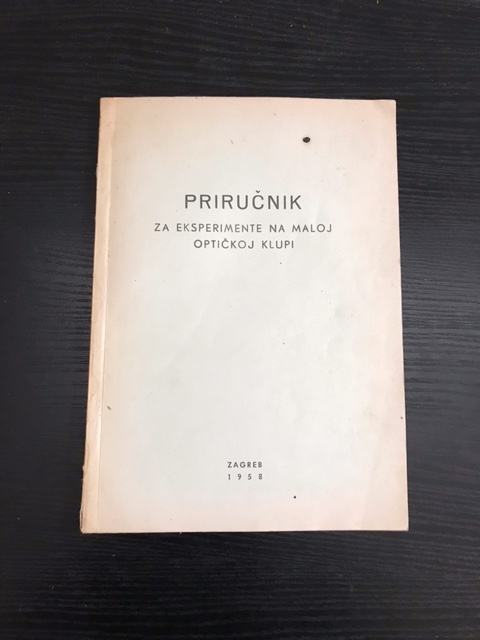 PRIRUČNIK
ZA EKSPERIMENTE NA MALOJ
OPTIČKOJ KLUPI
ZAGREB
1958